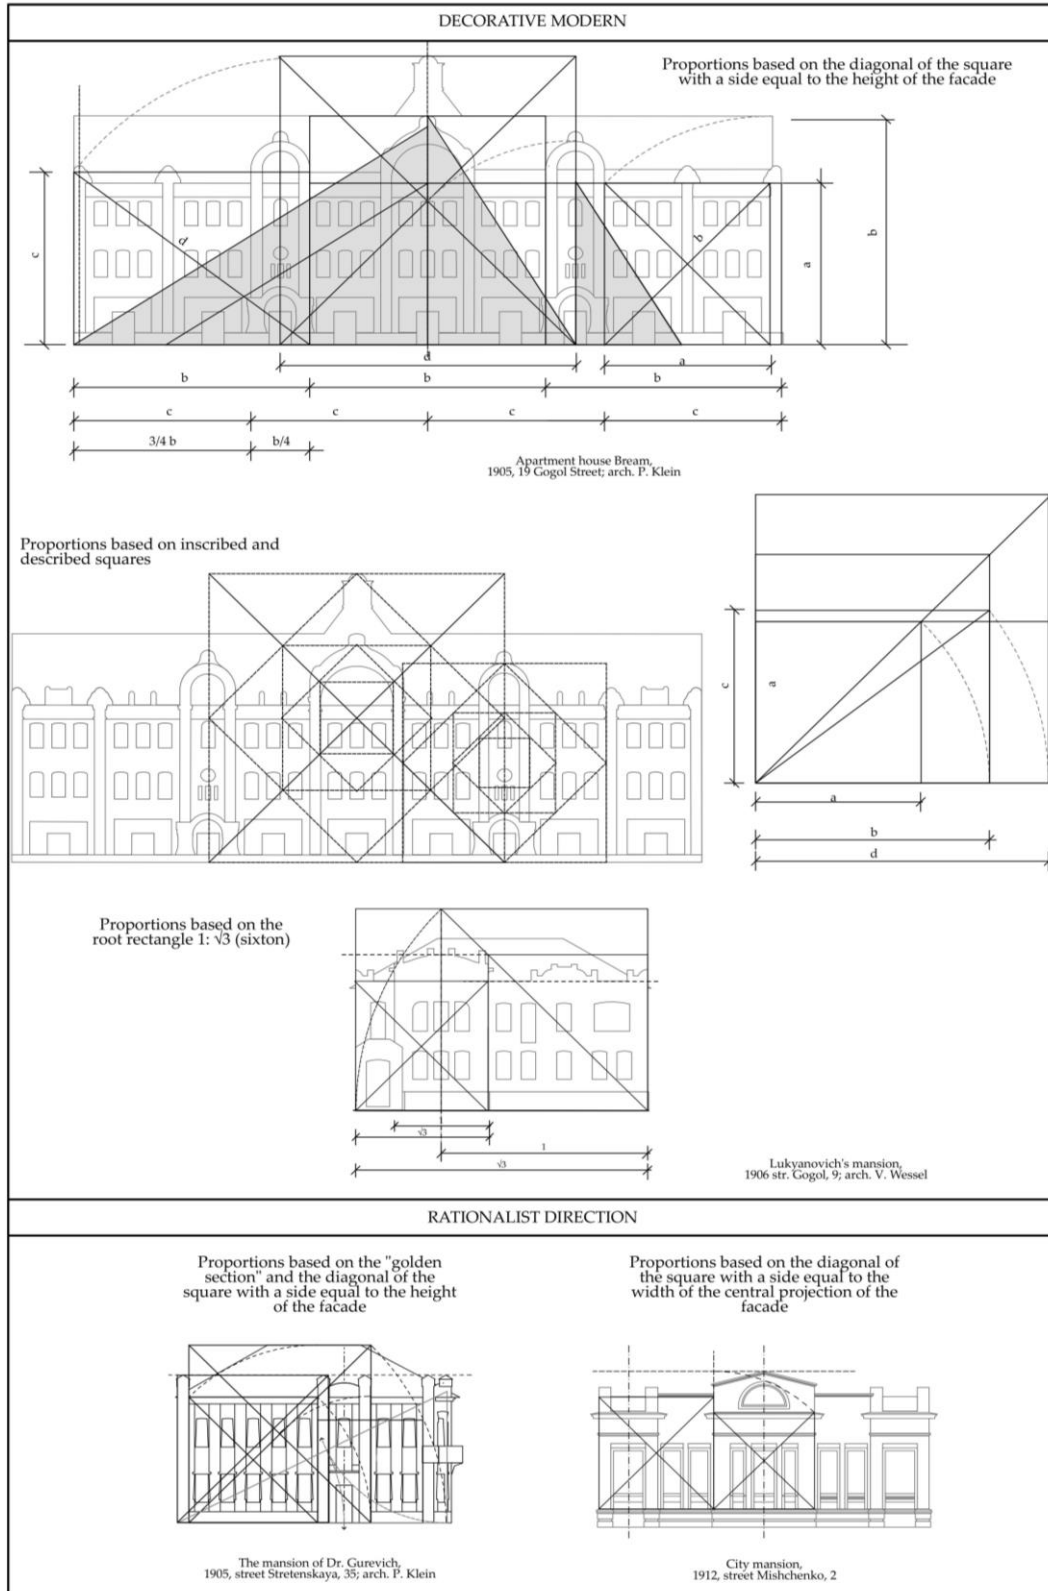 DECORATIVE MODERN
Proportions based on the diagonal of the square
with a side equal to the height of the facade
d
b
c
a
b
d
a
b
b
b
c
c
c
c
3/4 b
b/4
Apartment house Bream,
1905, 19 Gogol Street; arch. P. Klein
Proportions based on inscribed and
described squares
c
a
a
b
d
Proportions based on the
root rectangle 1: √3 (sixton)
√3
1
√3
Lukyanovich's mansion,
1906 str. Gogol, 9; arch. V. Wessel
RATIONALIST DIRECTION
Proportions based on the "golden
section" and the diagonal of the
square with a side equal to the height
of the facade
Proportions based on the diagonal of
the square with a side equal to the
width of the central projection of the
facade
The mansion of Dr. Gurevich,
1905, street Stretenskaya, 35; arch. P. Klein
City mansion,
1912, street Mishchenko, 2